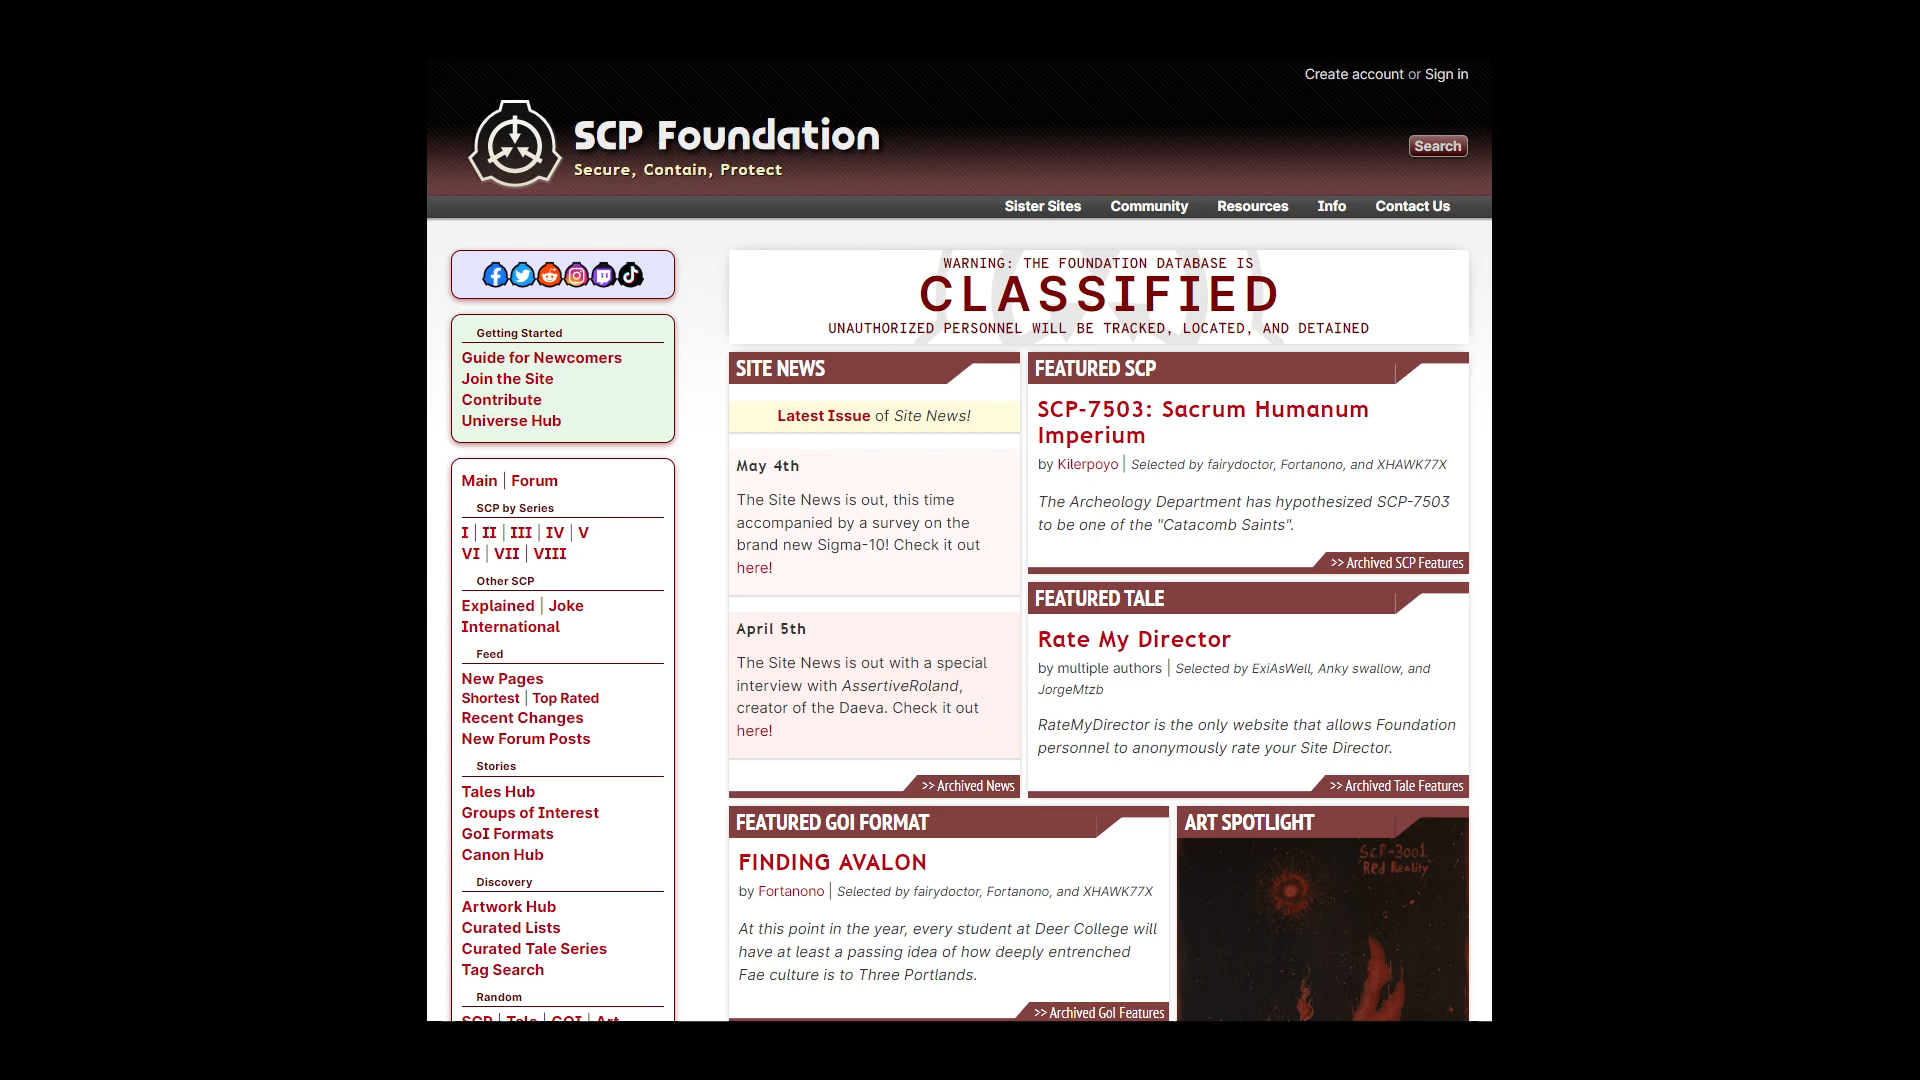 Create account or Sign in
SCP Foundation
Secure, Contain, Protect
Search
Sister Sites Community Resources Info Contact Us
Getting Started
Guide for Newcomers
Join the Site
Contribute
Universe Hub
Main | Forum
SCP by Series
I | II | III | IV | V
VI | VII | VIII
Other SCP
Explained | Joke
International
Feed
New Pages
Shortest | Top Rated
Recent Changes
New Forum Posts
Stories
Tales Hub
Groups of Interest
GoI Formats
Canon Hub
Discovery
Artwork Hub
Curated Lists
Curated Tale Series
Tag Search
Random
SCP | Tale | GOI | Art
WARNING: THE FOUNDATION DATABASE IS
CLASSIFIED
UNAUTHORIZED PERSONNEL WILL BE TRACKED, LOCATED, AND DETAINED
SITE NEWS
Latest Issue of Site News!
May 4th
The Site News is out, this time
accompanied by a survey on the
brand new Sigma-10! Check it out
here!
April 5th
The Site News is out with a special
interview with AssertiveRoland,
creator of the Daeva. Check it out
here!
>> Archived News
FEATURED SCP
SCP-7503: Sacrum Humanum
Imperium
by Kilerpoyo | Selected by fairydoctor, Fortanono, and XHAWK77X
The Archeology Department has hypothesized SCP-7503
to be one of the "Catacomb Saints".
>> Archived SCP Features
FEATURED TALE
Rate My Director
by multiple authors | Selected by ExiAsWell, Anky swallow, and
JorgeMtzb
RateMyDirector is the only website that allows Foundation
personnel to anonymously rate your Site Director.
>> Archived Tale Features
FEATURED GOI FORMAT
FINDING AVALON
by Fortanono | Selected by fairydoctor, Fortanono, and XHAWK77X
At this point in the year, every student at Deer College will
have at least a passing idea of how deeply entrenched
Fae culture is to Three Portlands.
>> Archived GoI Features
ART SPOTLIGHT
SCP-3001
"Red Reality"